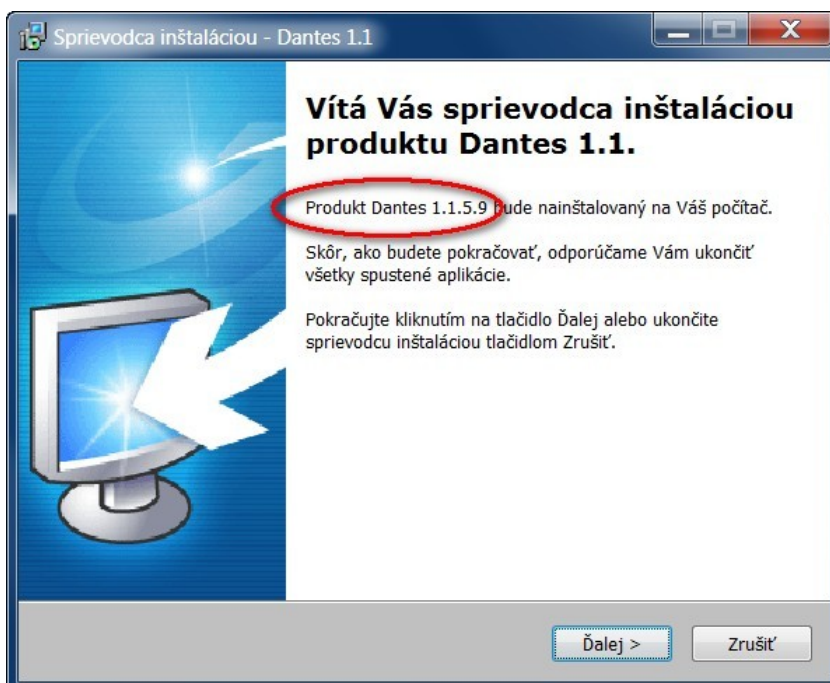 Sprievodca inštaláciou - Dantes 1.1
Vítá Vás sprievodca inštaláciou
produktu Dantes 1.1.
Produkt Dantes 1.1.5.9 bude nainštalovaný na Váš počítač.
Skôr, ako budete pokračovať, odporúčame Vám ukončiť
všetky spustené aplikácie.
Pokračujte kliknutím na tlačidlo Ďalej alebo ukončite
sprievodcu inštaláciou tlačidlom Zrušiť.
Ďalej >
Zrušiť